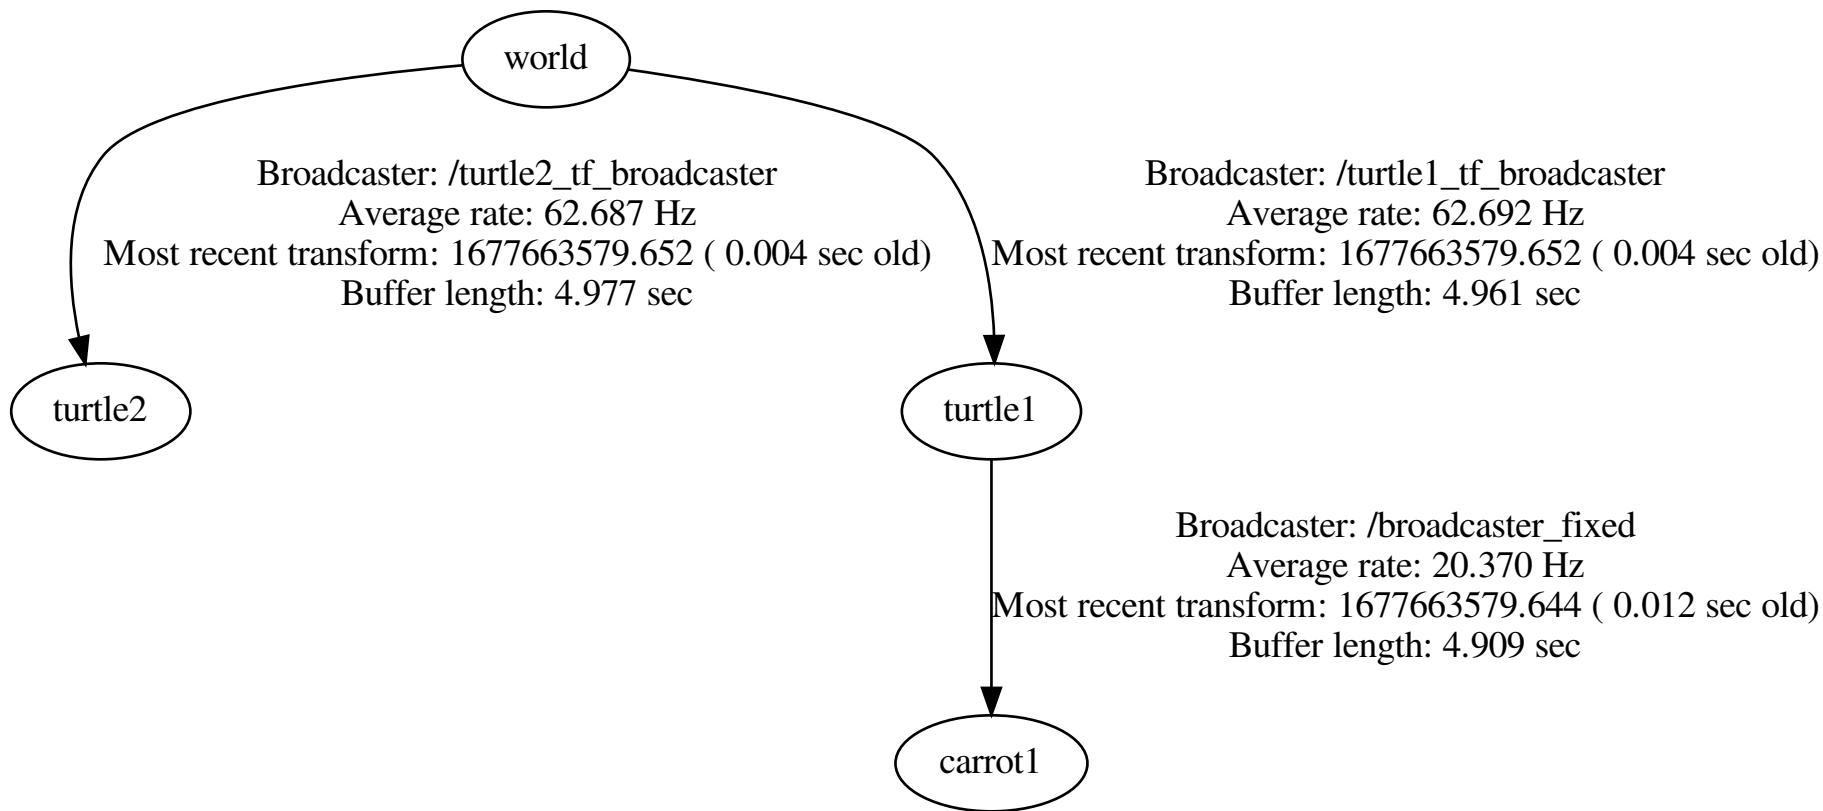 world
Broadcaster: /turtle2_tf_broadcaster
Average rate: 62.687 Hz
Most recent transform: 1677663579.652 ( 0.004 sec old)
Buffer length: 4.977 sec
Broadcaster: /turtle1_tf_broadcaster
Average rate: 62.692 Hz
Most recent transform: 1677663579.652 ( 0.004 sec old)
Buffer length: 4.961 sec
turtle2
turtle1
Broadcaster: /broadcaster_fixed
Average rate: 20.370 Hz
Most recent transform: 1677663579.644 ( 0.012 sec old)
Buffer length: 4.909 sec
carrot1